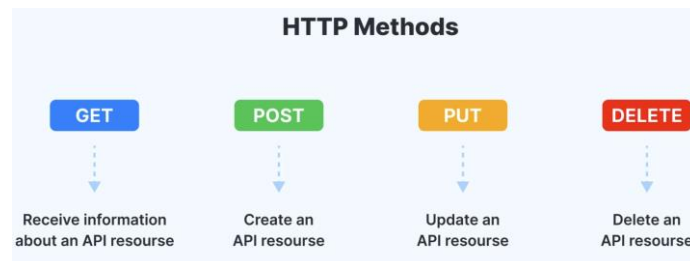 HTTP Methods
GET
POST
PUT
DELETE
Receive information
about an API resourse
Create an
API resourse
Update an
API resourse
Delete an
API resourse